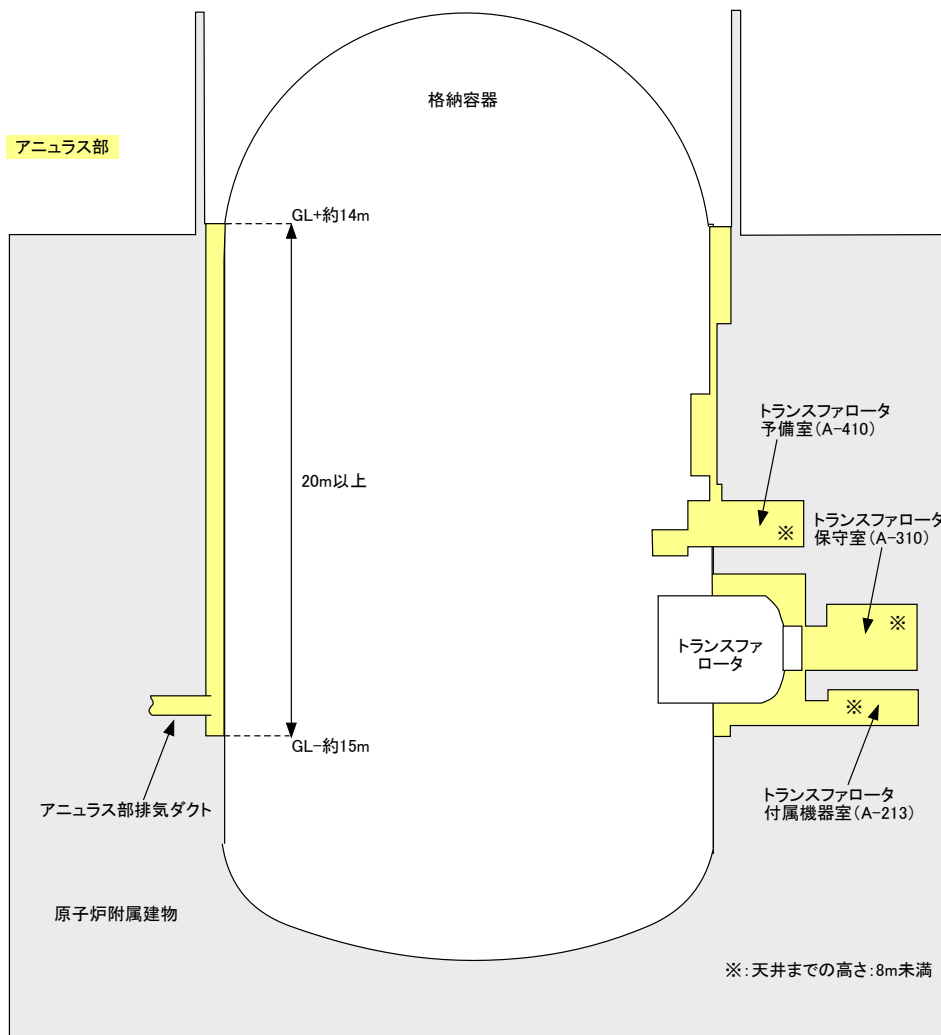 格納容器
アニュラス部
GL+約14m
トランスファロータ
予備室(A-410)
20m以上
※
トランスファロータ
保守室(A-310)
※
トランスファ
ロータ
※
GL-約15m
アニュラス部排気ダクト
トランスファロータ
付属機器室(A-213)
原子炉附属建物
※:天井までの高さ:8m未満